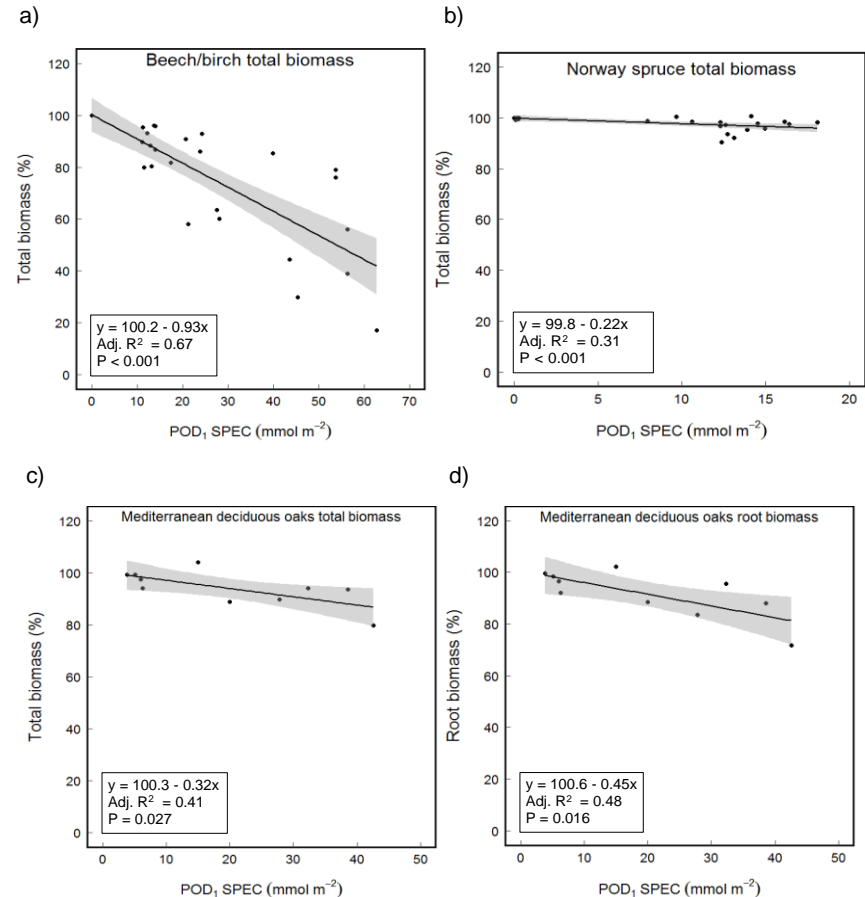 a)
Beech/birch total biomass
120
100
80
60
40
20
0
Total biomass (%)
y = 100.2 - 0.93x
Adj. R² = 0.67
P < 0.001
0 10 20 30 40 50 60 70
POD₁ SPEC (mmol m⁻²)
b)
Norway spruce total biomass
120
100
80
60
40
20
0
Total biomass (%)
y = 99.8 - 0.22x
Adj. R² = 0.31
P < 0.001
0 5 10 15 20
POD₁ SPEC (mmol m⁻²)
c)
Mediterranean deciduous oaks total biomass
120
100
80
60
40
20
0
Total biomass (%)
y = 100.3 - 0.32x
Adj. R² = 0.41
P = 0.027
0 10 20 30 40 50
POD₁ SPEC (mmol m⁻²)
d)
Mediterranean deciduous oaks root biomass
120
100
80
60
40
20
0
Root biomass (%)
y = 100.6 - 0.45x
Adj. R² = 0.48
P = 0.016
0 10 20 30 40 50
POD₁ SPEC (mmol m⁻²)